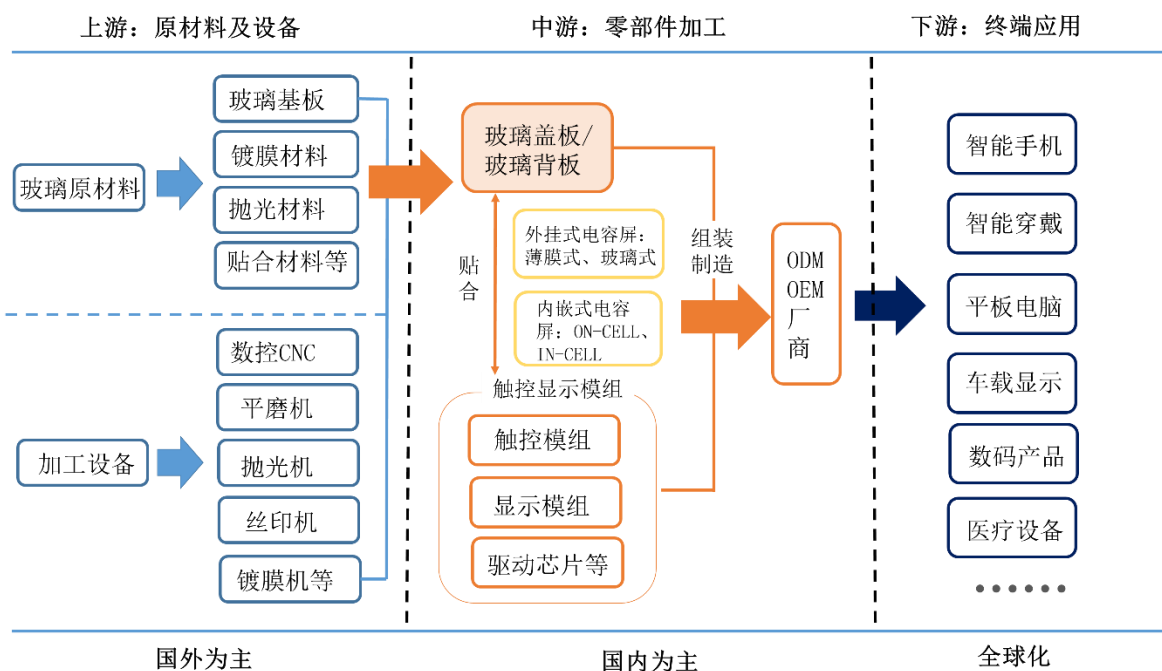 上游：原材料及设备
中游：零部件加工
下游：终端应用
玻璃原材料
玻璃基板
镀膜材料
抛光材料
贴合材料等
加工设备
数控CNC
平磨机
抛光机
丝印机
镀膜机等
玻璃盖板/
玻璃背板
贴
合
外挂式电容屏：
薄膜式、玻璃式
内嵌式电容
屏：ON-CELL、
IN-CELL
触控显示模组
触控模组
显示模组
驱动芯片等
组装
制造
ODM
OEM
厂
商
智能手机
智能穿戴
平板电脑
车载显示
数码产品
医疗设备
••••••
国外为主
国内为主
全球化